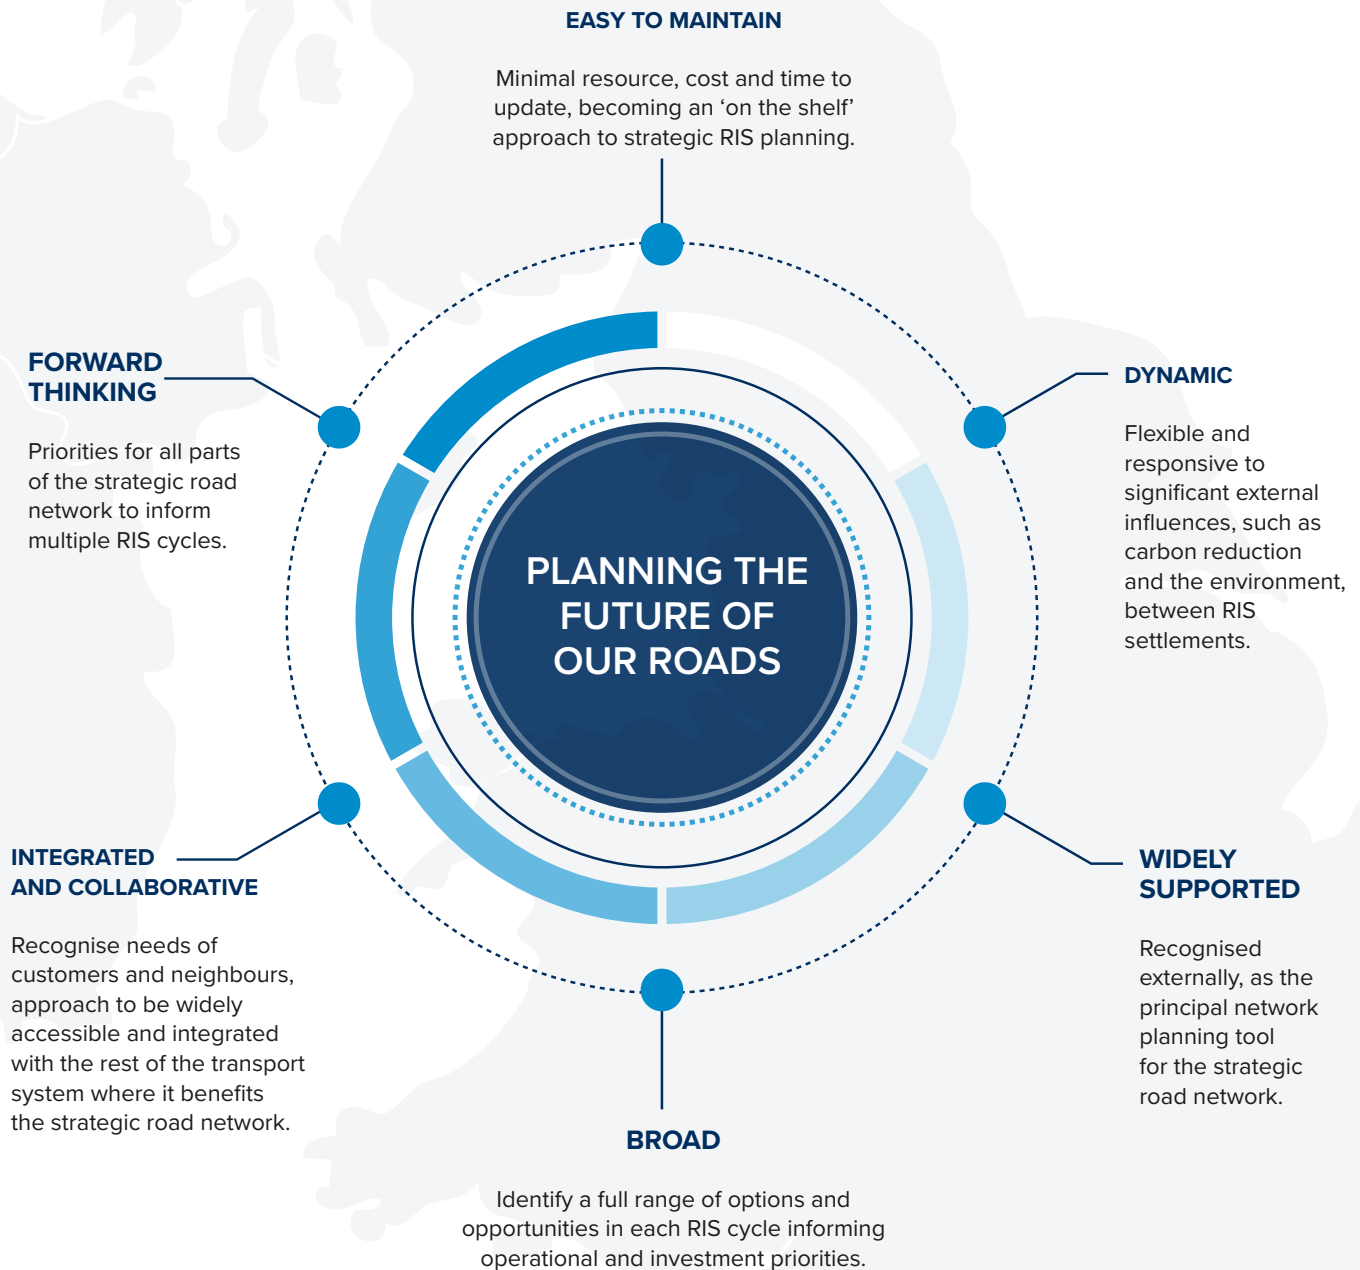 EASY TO MAINTAIN
Minimal resource, cost and time to
update, becoming an ‘on the shelf’
approach to strategic RIS planning.
FORWARD
THINKING
Priorities for all parts
of the strategic road
network to inform
multiple RIS cycles.
DYNAMIC
Flexible and
responsive to
significant external
influences, such as
carbon reduction
and the environment,
between RIS
settlements.
PLANNING THE
FUTURE OF
OUR ROADS
INTEGRATED
AND COLLABORATIVE
Recognise needs of
customers and neighbours,
approach to be widely
accessible and integrated
with the rest of the transport
system where it benefits
the strategic road network.
WIDELY
SUPPORTED
Recognised
externally, as the
principal network
planning tool
for the strategic
road network.
BROAD
Identify a full range of options and
opportunities in each RIS cycle informing
operational and investment priorities.